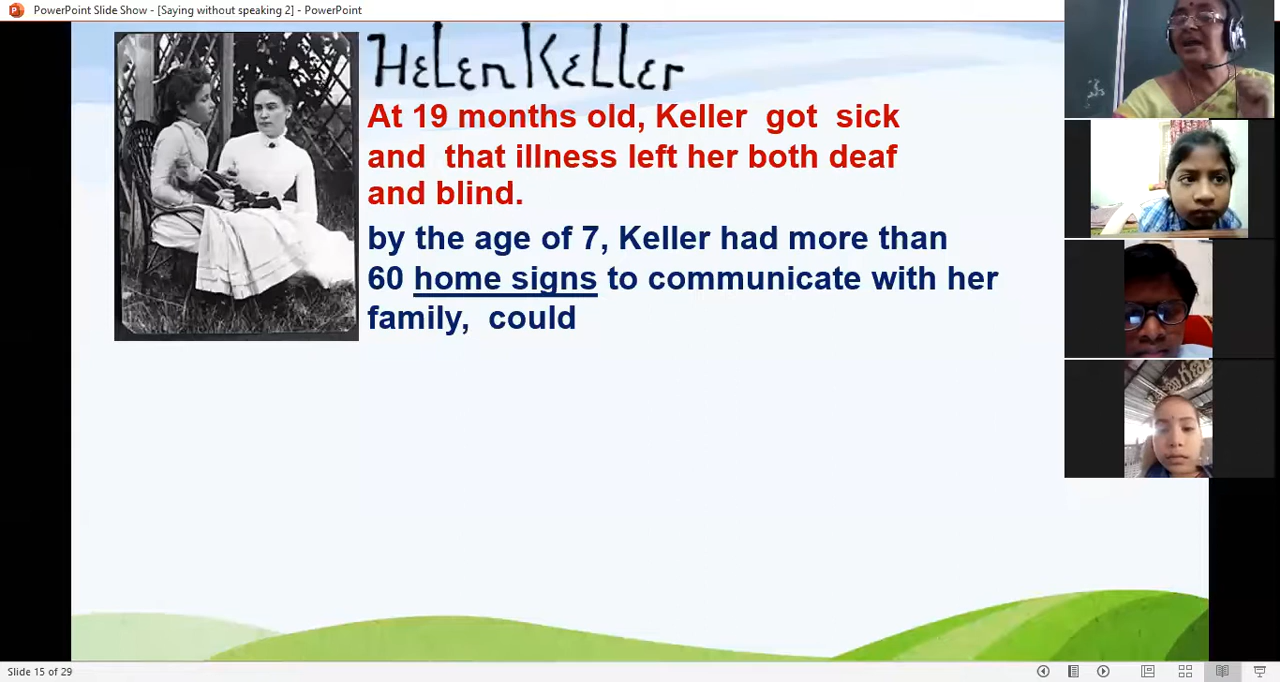 PowerPoint Slide Show - [Saying without speaking 2] - PowerPoint
Helen Keller
At 19 months old, Keller got sick
and that illness left her both deaf
and blind.
by the age of 7, Keller had more than
60 home signs to communicate with her
family, could
Slide 15 of 29